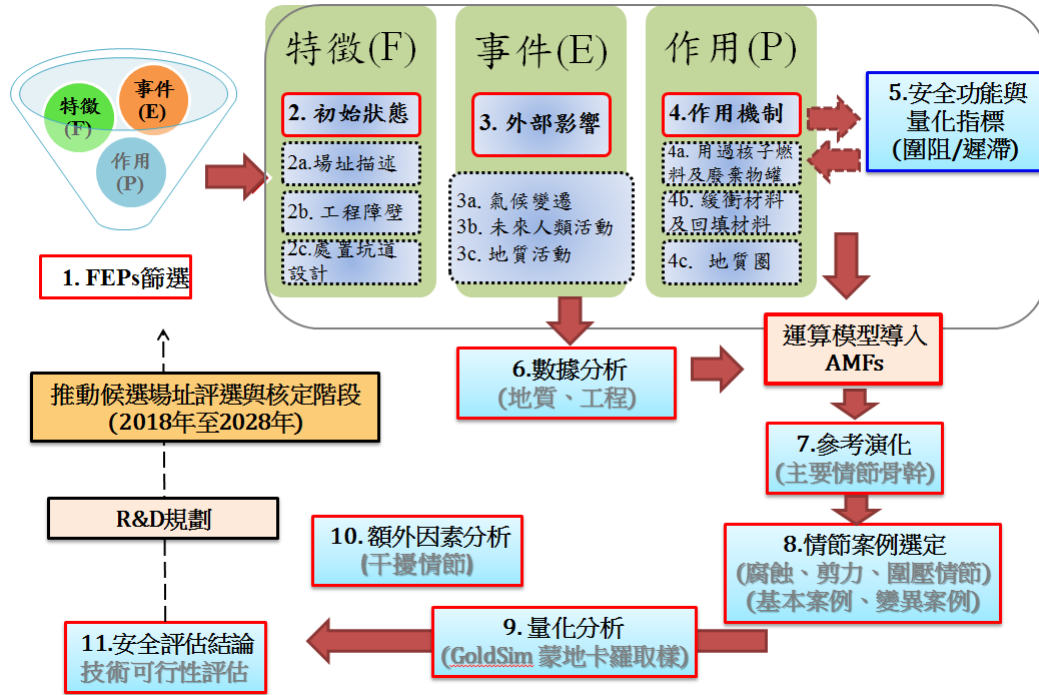 特徵
(F)
事件
(E)
作用
(P)
1. FEPs篩選
特徵(F)
2. 初始狀態
2a.場址描述
2b. 工程障壁
2c.處置坑道
設計
事件(E)
3. 外部影響
3a. 氣候變遷
3b. 未來人類活動
3c. 地質活動
作用(P)
4.作用機制
4a. 用過核子燃
料及廢棄物罐
4b. 緩衝材料
及回填材料
4c. 地質圈
5.安全功能與
量化指標
(圍阻/遲滯)
6.數據分析
(地質、工程)
運算模型導入
AMFs
7.參考演化
(主要情節骨幹)
8.情節案例選定
(腐蝕、剪力、圍壓情節)
(基本案例、變異案例)
9. 量化分析
(GoldSim 蒙地卡羅取樣)
10. 額外因素分析
(干擾情節)
11.安全評估結論
技術可行性評估
R&D規劃
推動候選場址評選與核定階段
(2018年至2028年)